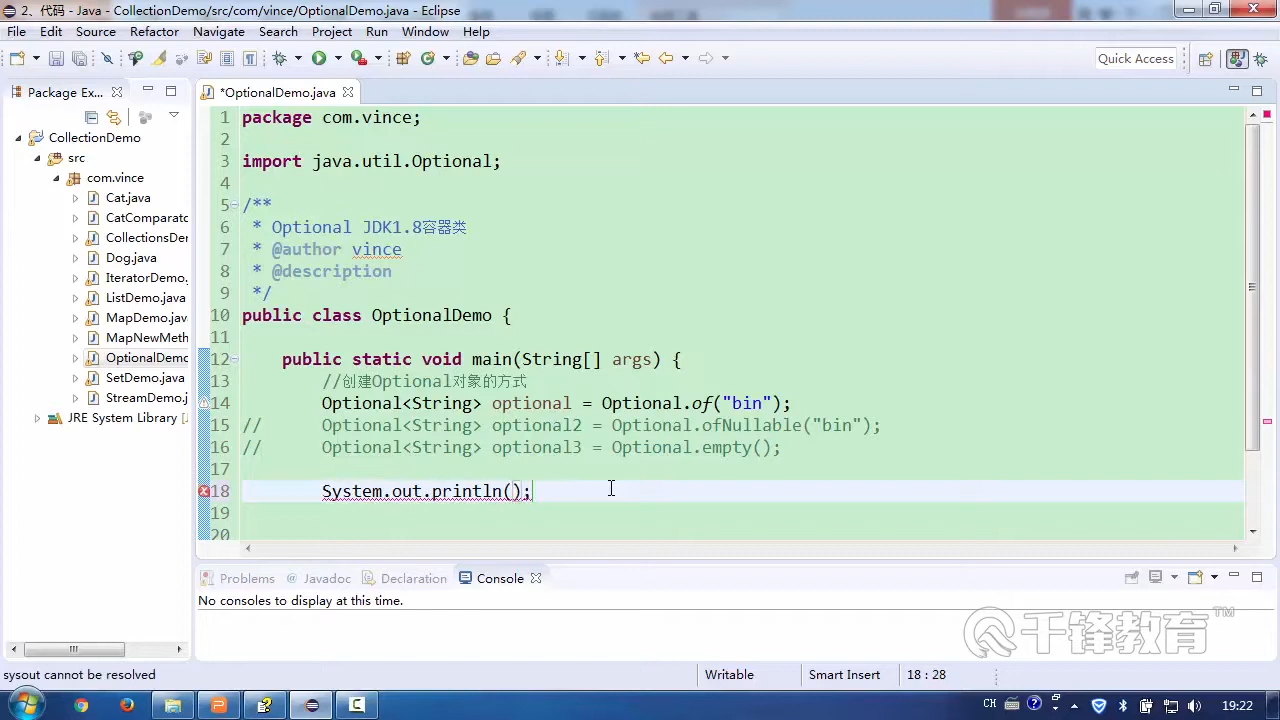 2、代码 - Java - CollectionDemo/src/com/vince/OptionalDemo.java - Eclipse
File Edit Source Refactor Navigate Search Project Run Window Help
Quick Access
Package Ex...
*OptionalDemo.java
CollectionDemo
src
com.vince
Cat.java
CatComparato
CollectionsDer
Dog.java
IteratorDemo.
ListDemo.java
MapDemo.java
MapNewMeth
OptionalDemo
SetDemo.java
StreamDemo.j
JRE System Library [
1 package com.vince;
2
3 import java.util.Optional;
4
5 /**
6 * Optional JDK1.8容器类
7 * @author vince
8 * @description
9 */
10 public class OptionalDemo {
11
12 public static void main(String[] args) {
13 //创建Optional对象的方式
14 Optional<String> optional = Optional.of("bin");
15 // Optional<String> optional2 = Optional.ofNullable("bin");
16 // Optional<String> optional3 = Optional.empty();
17
18 System.out.println();
19
20
Problems @ Javadoc Declaration Console
No consoles to display at this time.
千锋教育™
sysout cannot be resolved
Writable Smart Insert 18 : 28
CH 19:22